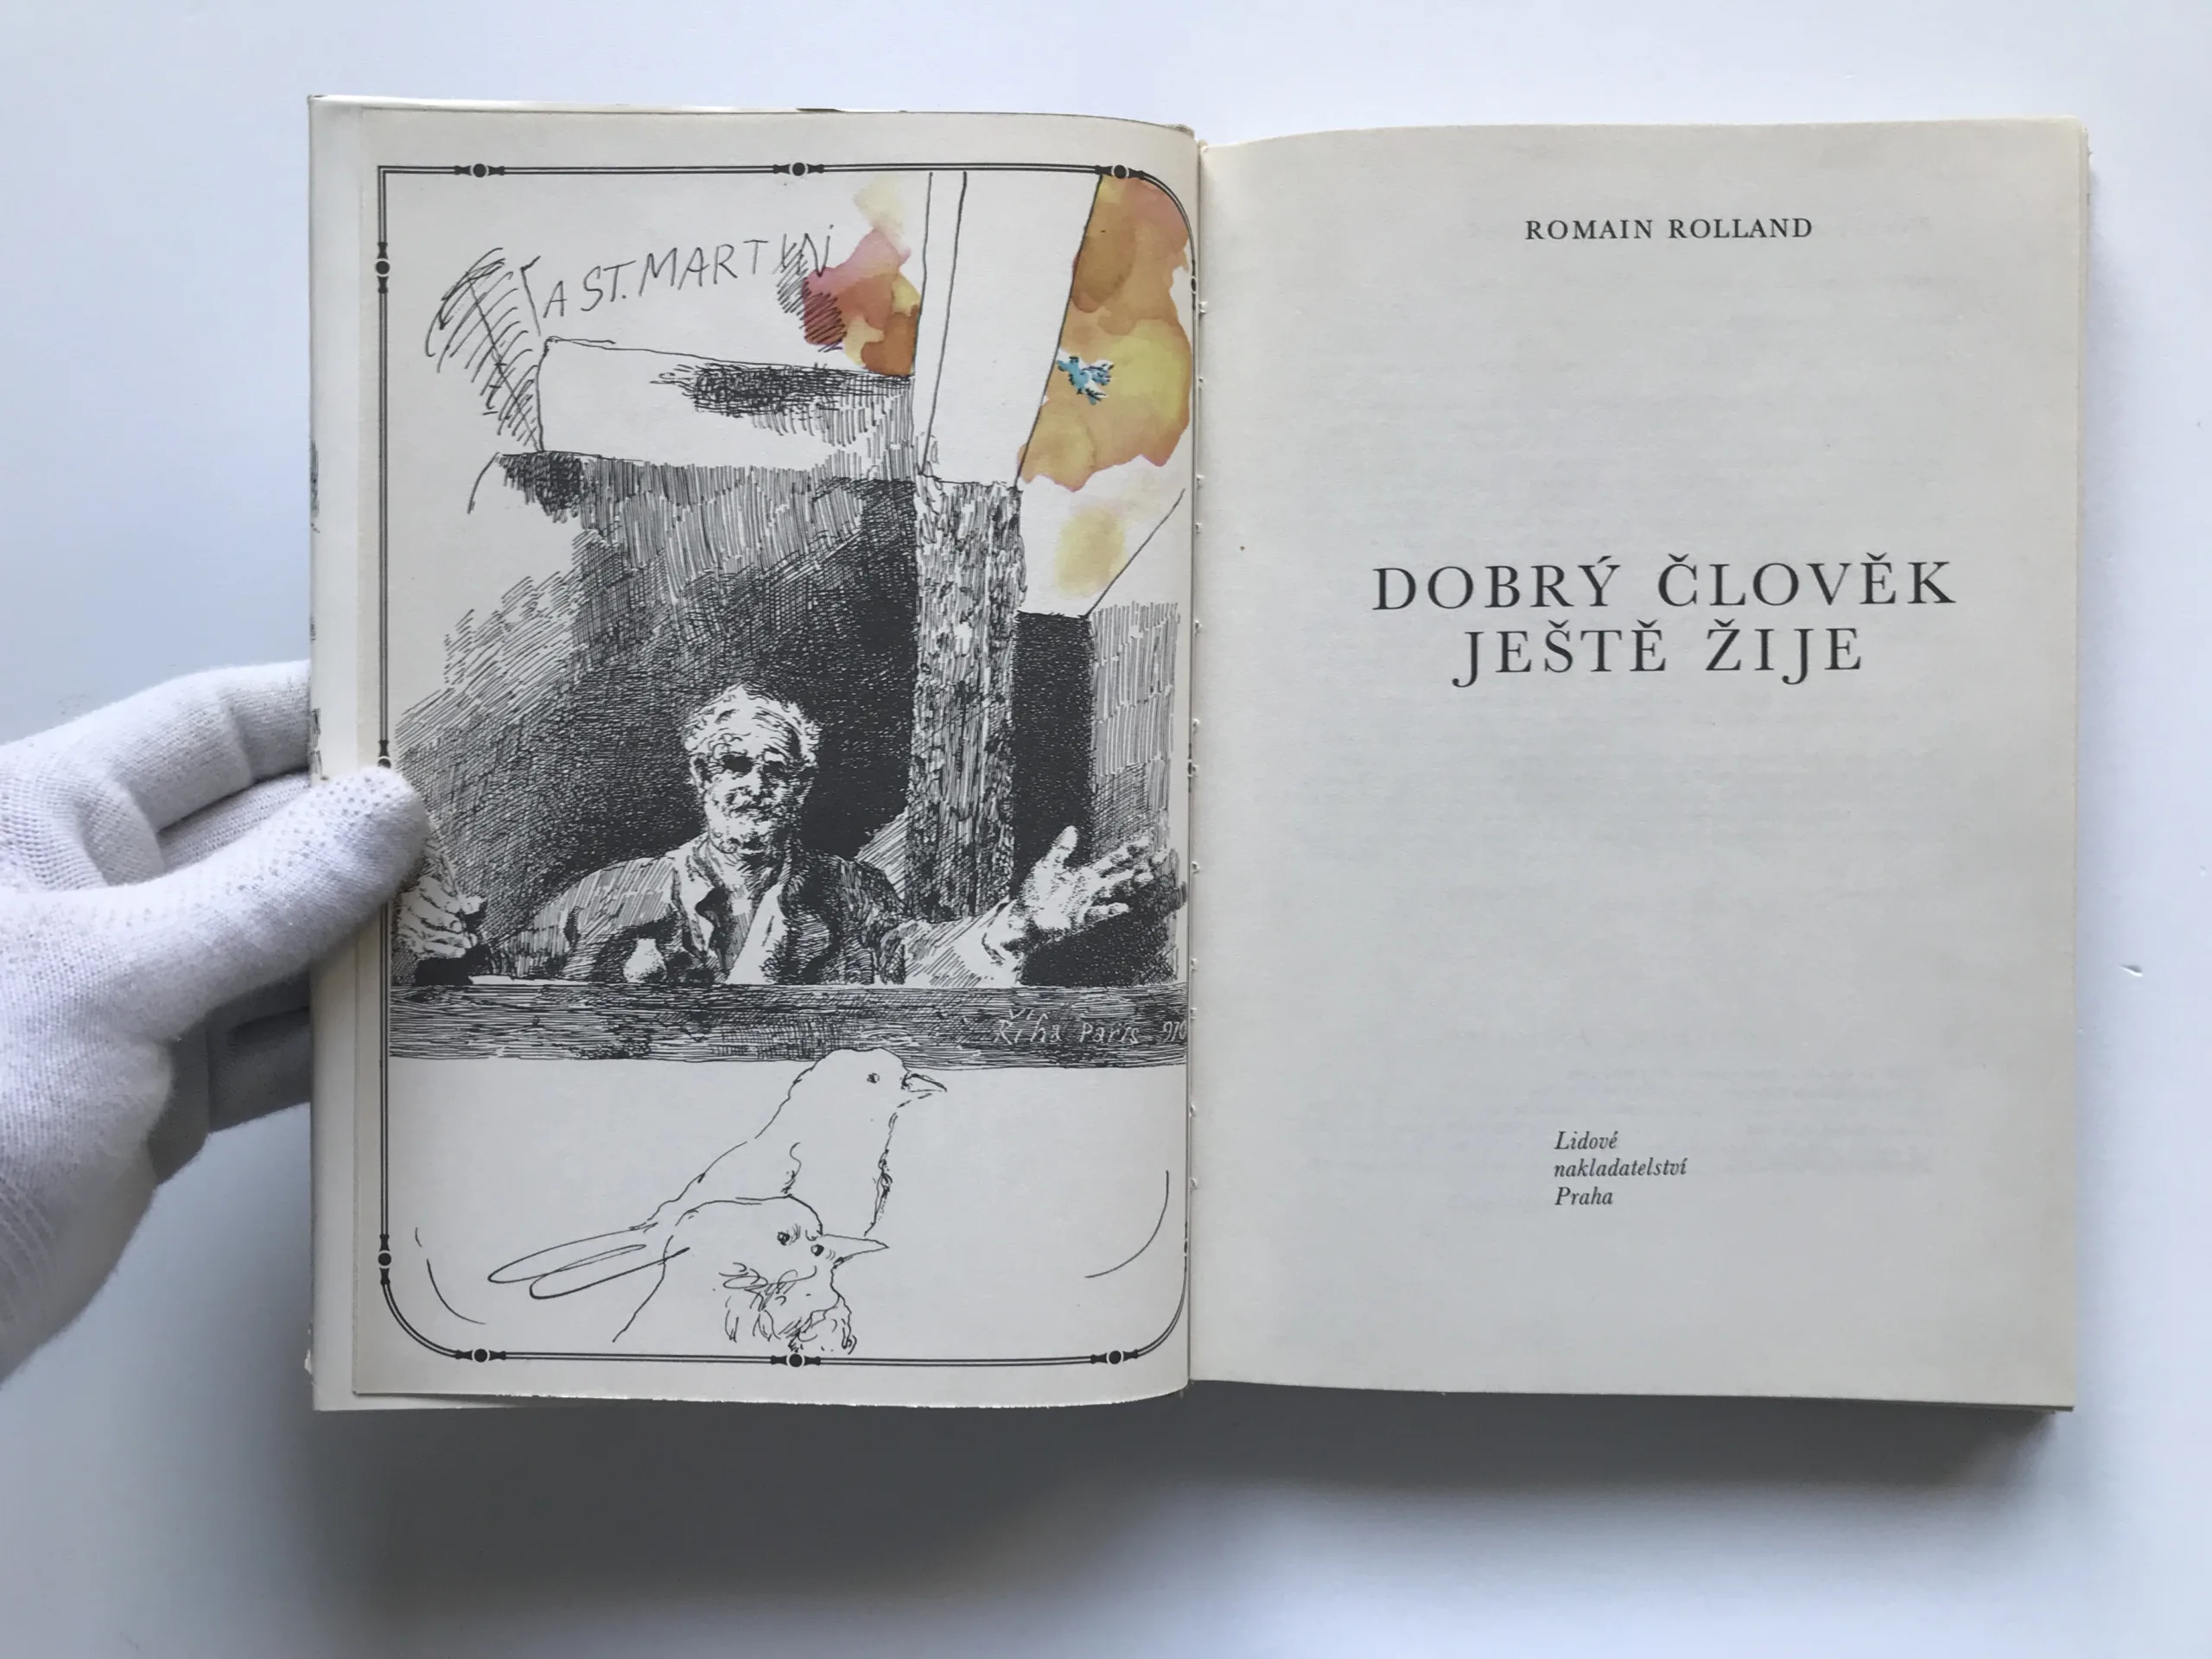 A ST. MARTIN
Říha Paris 970
ROMAIN ROLLAND
DOBRÝ ČLOVĚK
JEŠTĚ ŽIJE
Lidové
nakladatelství
Praha